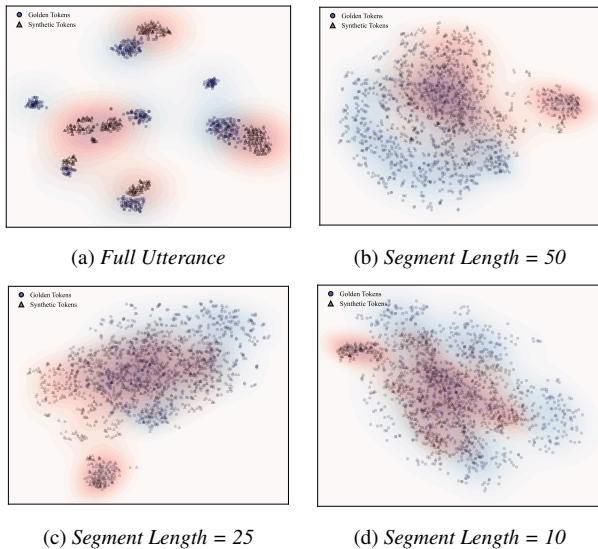 Golden Tokens
Synthetic Tokens
Golden Tokens
Synthetic Tokens
(a) Full Utterance
(b) Segment Length = 50
Golden Tokens
Synthetic Tokens
Golden Tokens
Synthetic Tokens
(c) Segment Length = 25
(d) Segment Length = 10